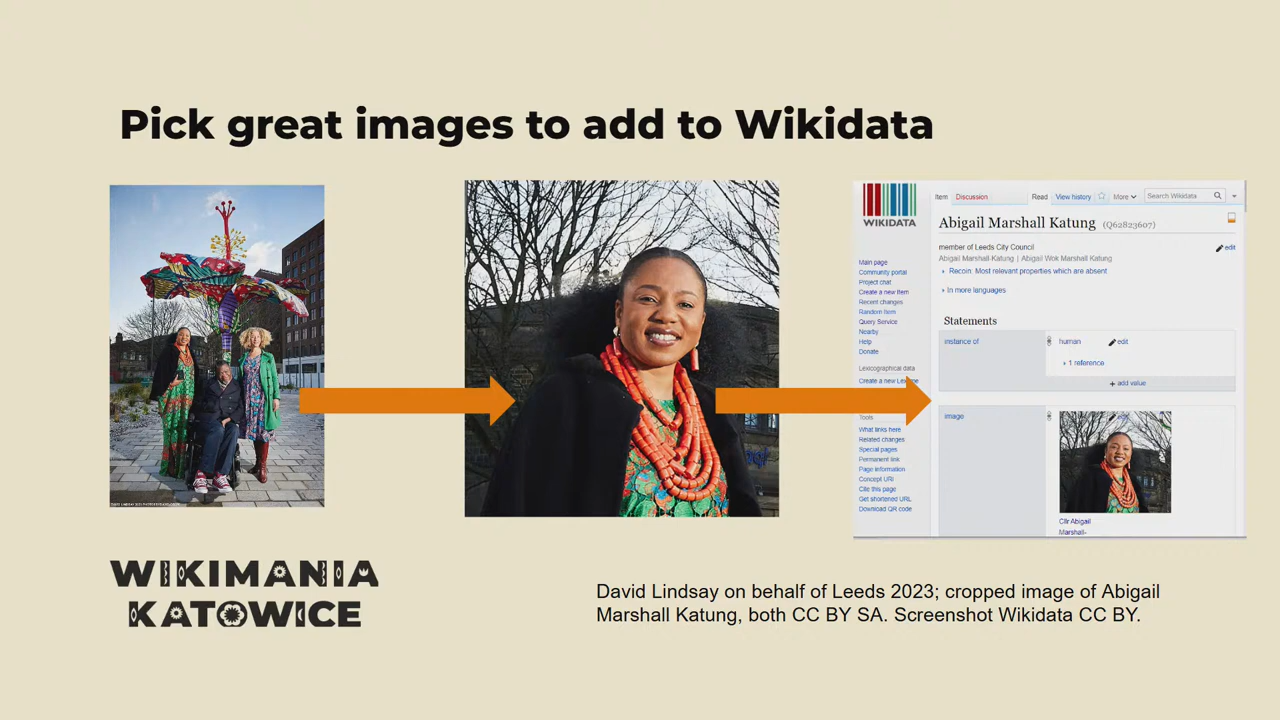 Pick great images to add to Wikidata
WIKIDATA
Item Discussion Read View history More Search Wikidata
Abigail Marshall Katung (Q62823607)
member of Leeds City Council edit
Abigail Marshall-Katung | Abigail Wok Marshall Katung
Recoin: Most relevant properties which are absent
In more languages
Main page
Community portal
Project chat
Create a new Item
Recent changes
Random Item
Query Service
Nearby
Help
Donate
Lexicographical data
Create a new Lexeme
Tools
What links here
Related changes
Special pages
Permanent link
Page information
Concept URI
Cite this page
Get shortened URL
Download QR code
Statements
instance of human edit
1 reference
+ add value
image
Cllr Abigail
Marshall-
WIKIMANIA
KATOWICE
David Lindsay on behalf of Leeds 2023; cropped image of Abigail
Marshall Katung, both CC BY SA. Screenshot Wikidata CC BY.